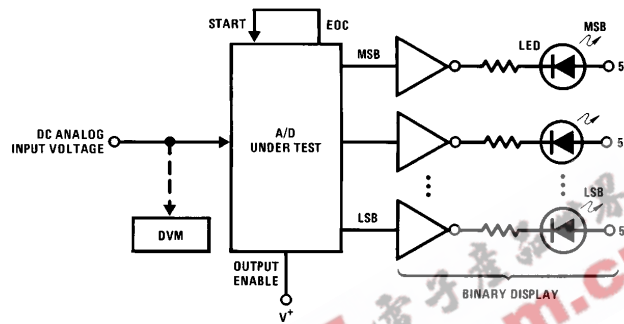 START
EOC
MSB
LED
MSB
5
DC ANALOG
INPUT VOLTAGE
A/D
UNDER TEST
5
LSB
LSB
5
DVM
OUTPUT
ENABLE
V+
BINARY DISPLAY